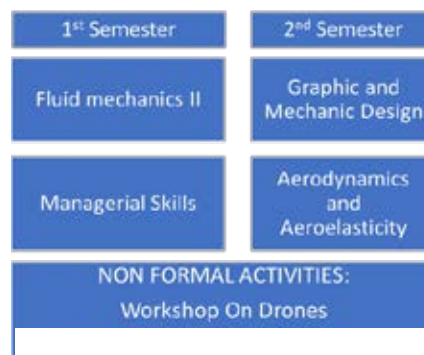 1st Semester
2nd Semester
Fluid mechanics II
Graphic and
Mechanic Design
Managerial Skills
Aerodynamics
and
Aeroelasticity
NON FORMAL ACTIVITIES:
Workshop On Drones